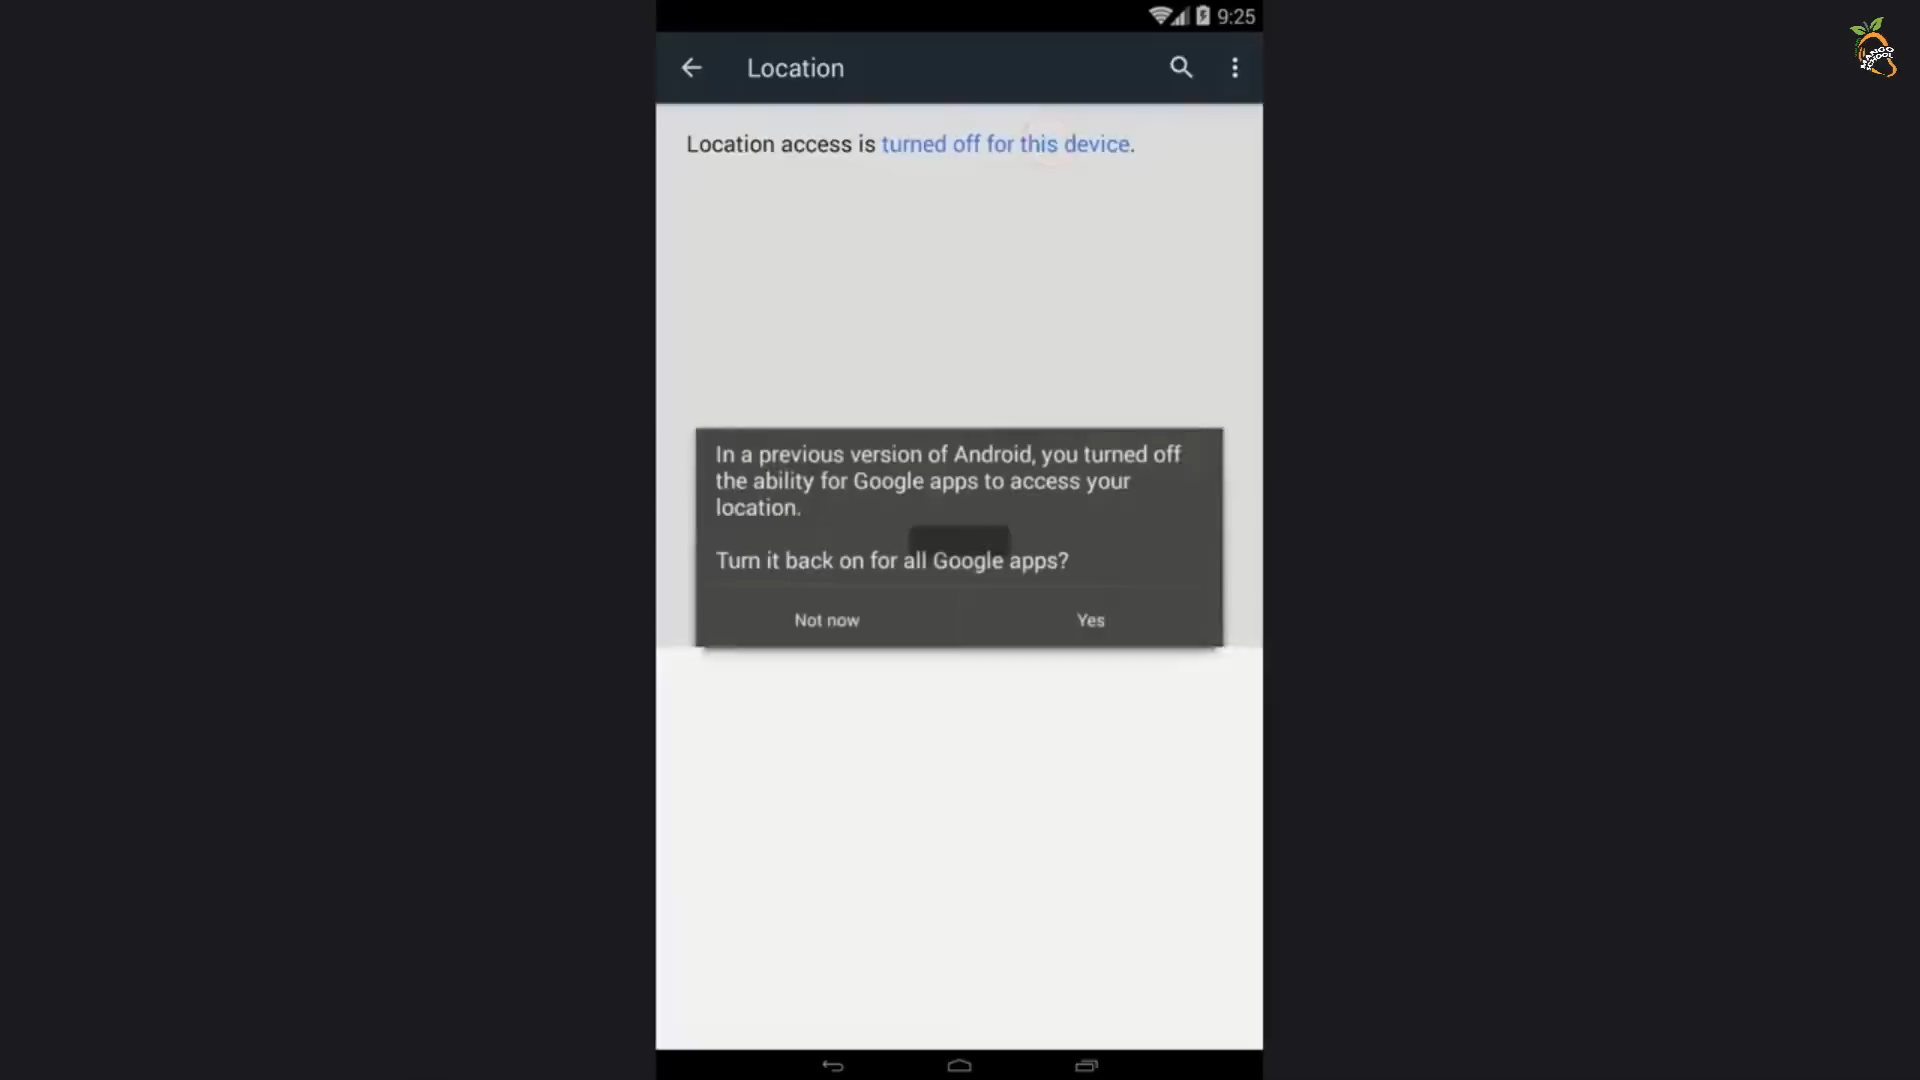 9:25
Location
Location access is turned off for this device.
In a previous version of Android, you turned off
the ability for Google apps to access your
location.
Turn it back on for all Google apps?
Not now
Yes
MANGO
SCHOOL